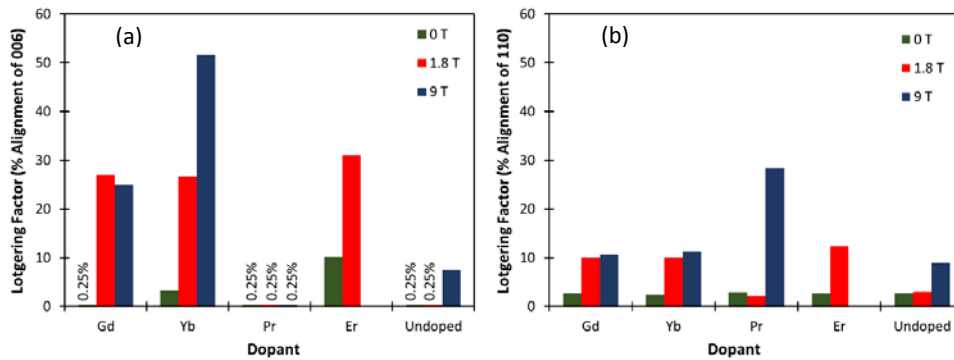 (a)
Lotgering Factor (% Alignment of 006)
60
50
40
30
20
10
0
0 T
1.8 T
9 T
0.25%
0.25%
0.25%
0.25%
0.25%
0.25%
Gd
Yb
Pr
Er
Undoped
Dopant
(b)
Lotgering Factor (% Alignment of 110)
60
50
40
30
20
10
0
0 T
1.8 T
9 T
Gd
Yb
Pr
Er
Undoped
Dopant